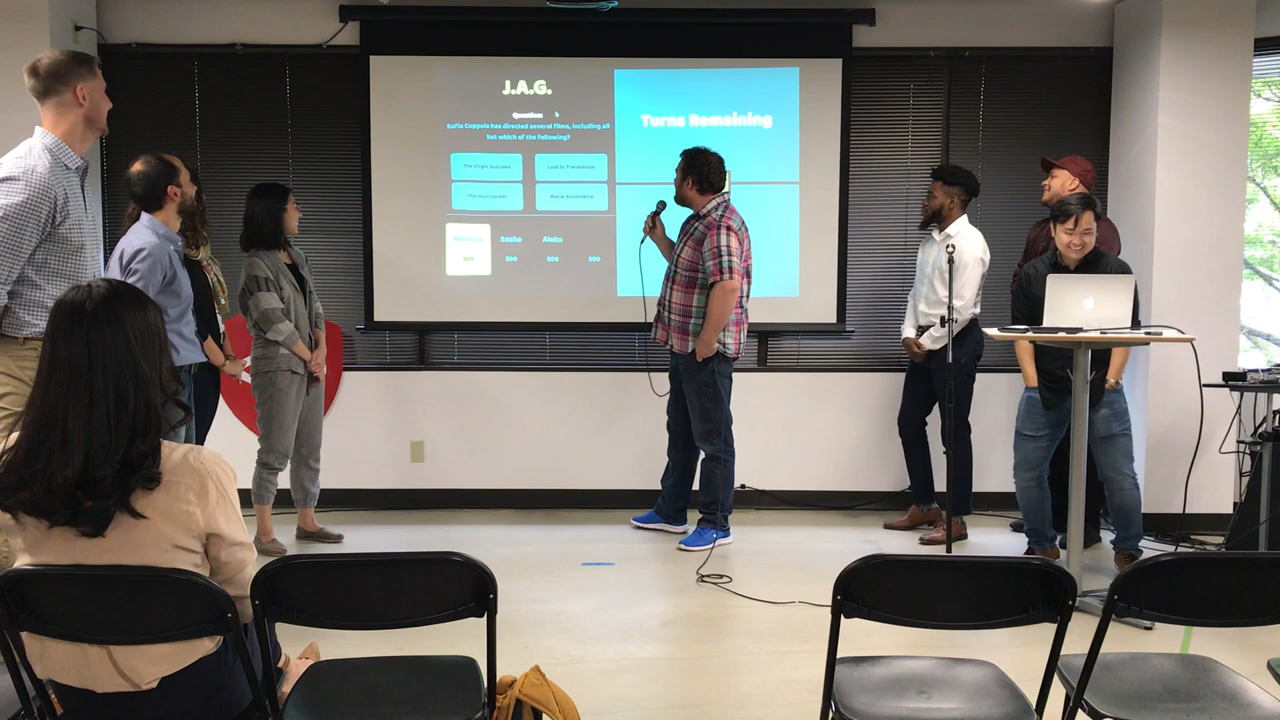 J.A.G.
Question:
Sofia Coppola has directed several films, including all
but which of the following?
The Virgin Suicides
Lost In Translation
The Hurt Locker
Marie Antoinette
Sasha
Alekx
500
500
500
Turns Remaining